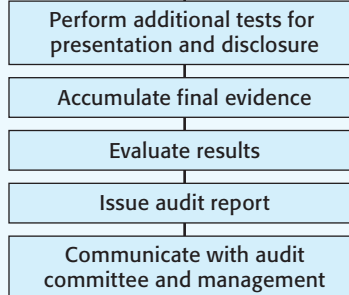 Perform additional tests for
presentation and disclosure
Accumulate final evidence
Evaluate results
Issue audit report
Communicate with audit
committee and management